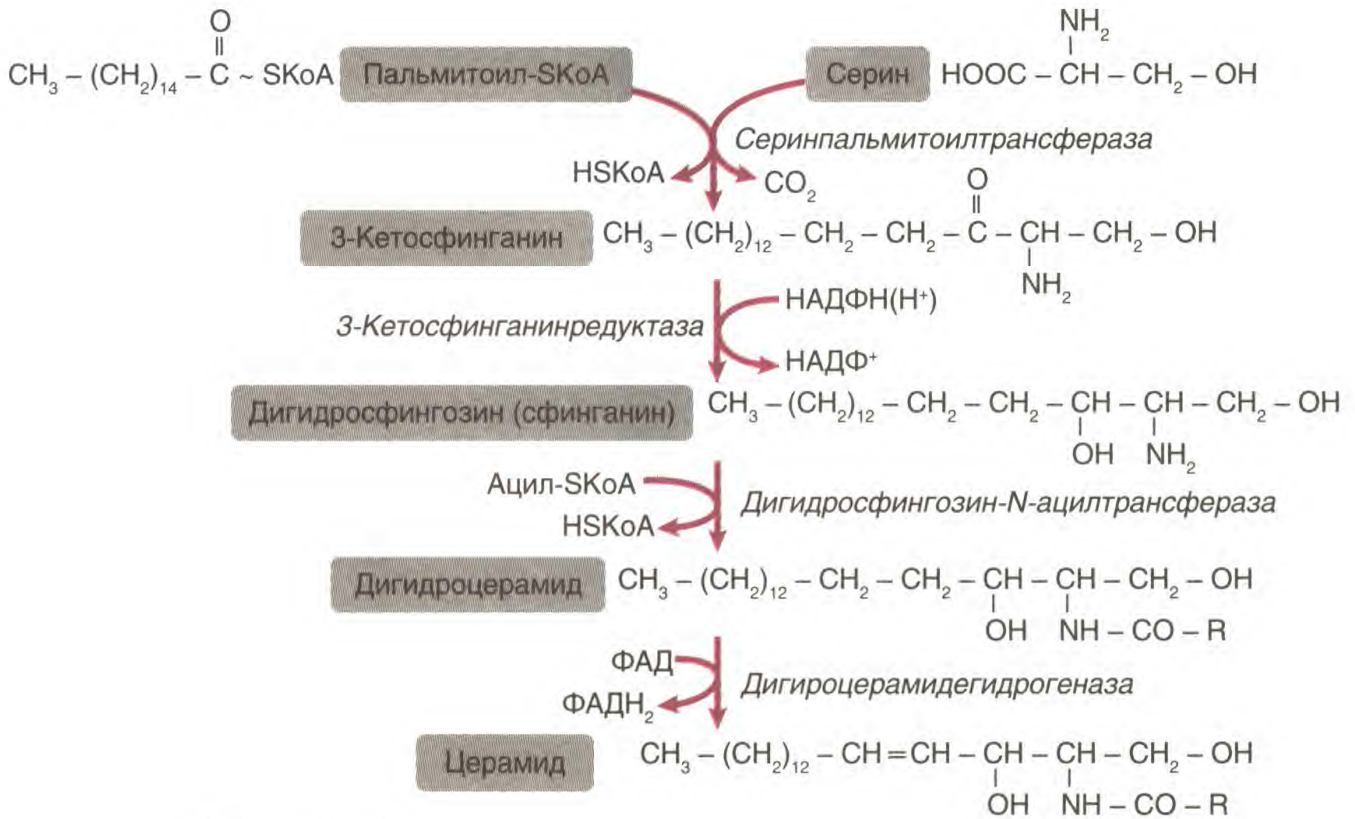 CH₃ – (CH₂)₁₄ – C ~ SKoA Пальмитоил-SKoA Серин HOOC – CH – CH₂ – OH
O
NH₂
Серинпальмитоилтрансфераза
HSKoA CO₂
O
3-Кетосфинганин CH₃ – (CH₂)₁₂ – CH₂ – CH₂ – C – CH – CH₂ – OH
NH₂
НАДФН(Н⁺)
3-Кетосфинганинредуктаза
НАДФ⁺
Дигидросфингозин (сфинганин) CH₃ – (CH₂)₁₂ – CH₂ – CH₂ – CH – CH – CH₂ – OH
OH NH₂
Ацил-SKoA
Дигидросфингозин-N-ацилтрансфераза
HSKoA
Дигидроцерамид CH₃ – (CH₂)₁₂ – CH₂ – CH₂ – CH – CH – CH₂ – OH
OH NH – CO – R
ФАД
Дигироцерамидегидрогеназа
ФАДН₂
Церамид CH₃ – (CH₂)₁₂ – CH = CH – CH – CH – CH₂ – OH
OH NH – CO – R